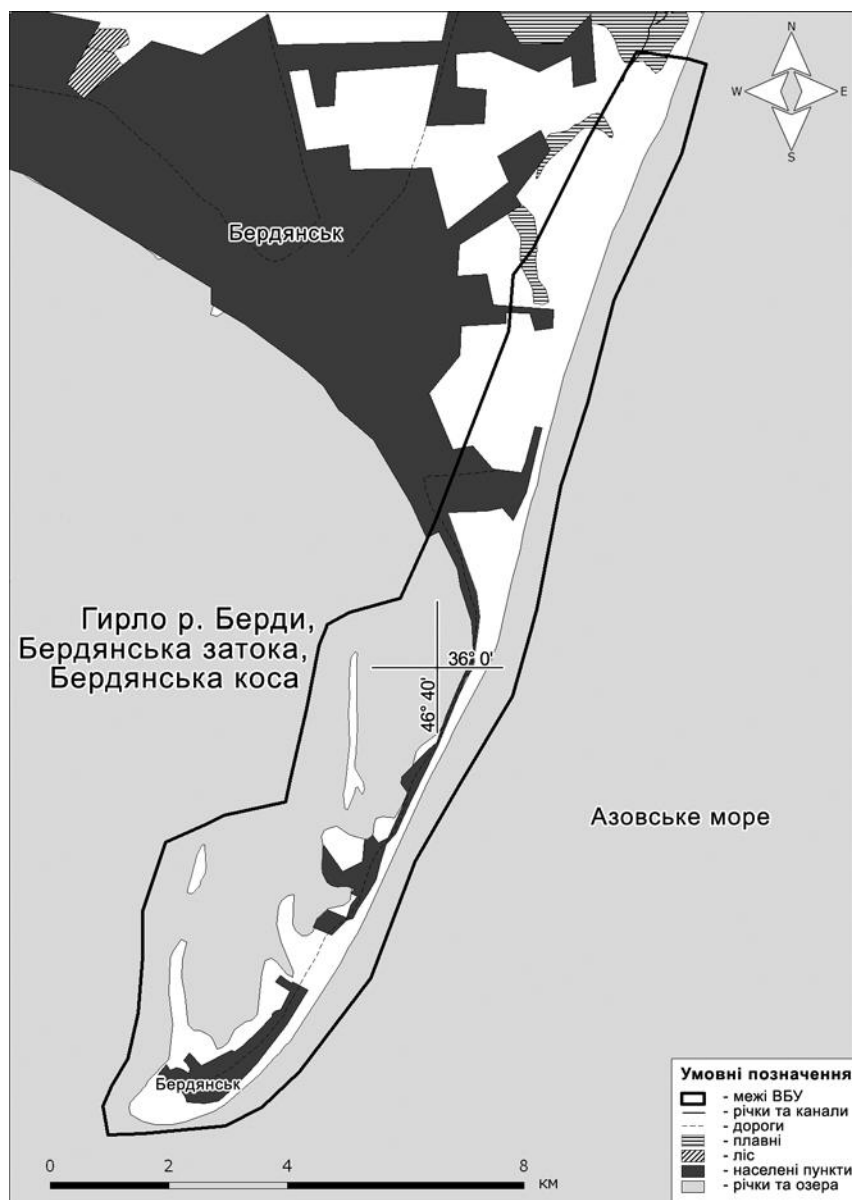 N
W E
S
Бердянськ
Гирло р. Берди,
Бердянська затока,
Бердянська коса
36° 0'
46° 40'
Азовське море
Бердянськ
Умовні позначення
- межі ВБУ
- річки та канали
- дороги
- плавні
- ліс
- населені пункти
- річки та озера
0 2 4 8
км